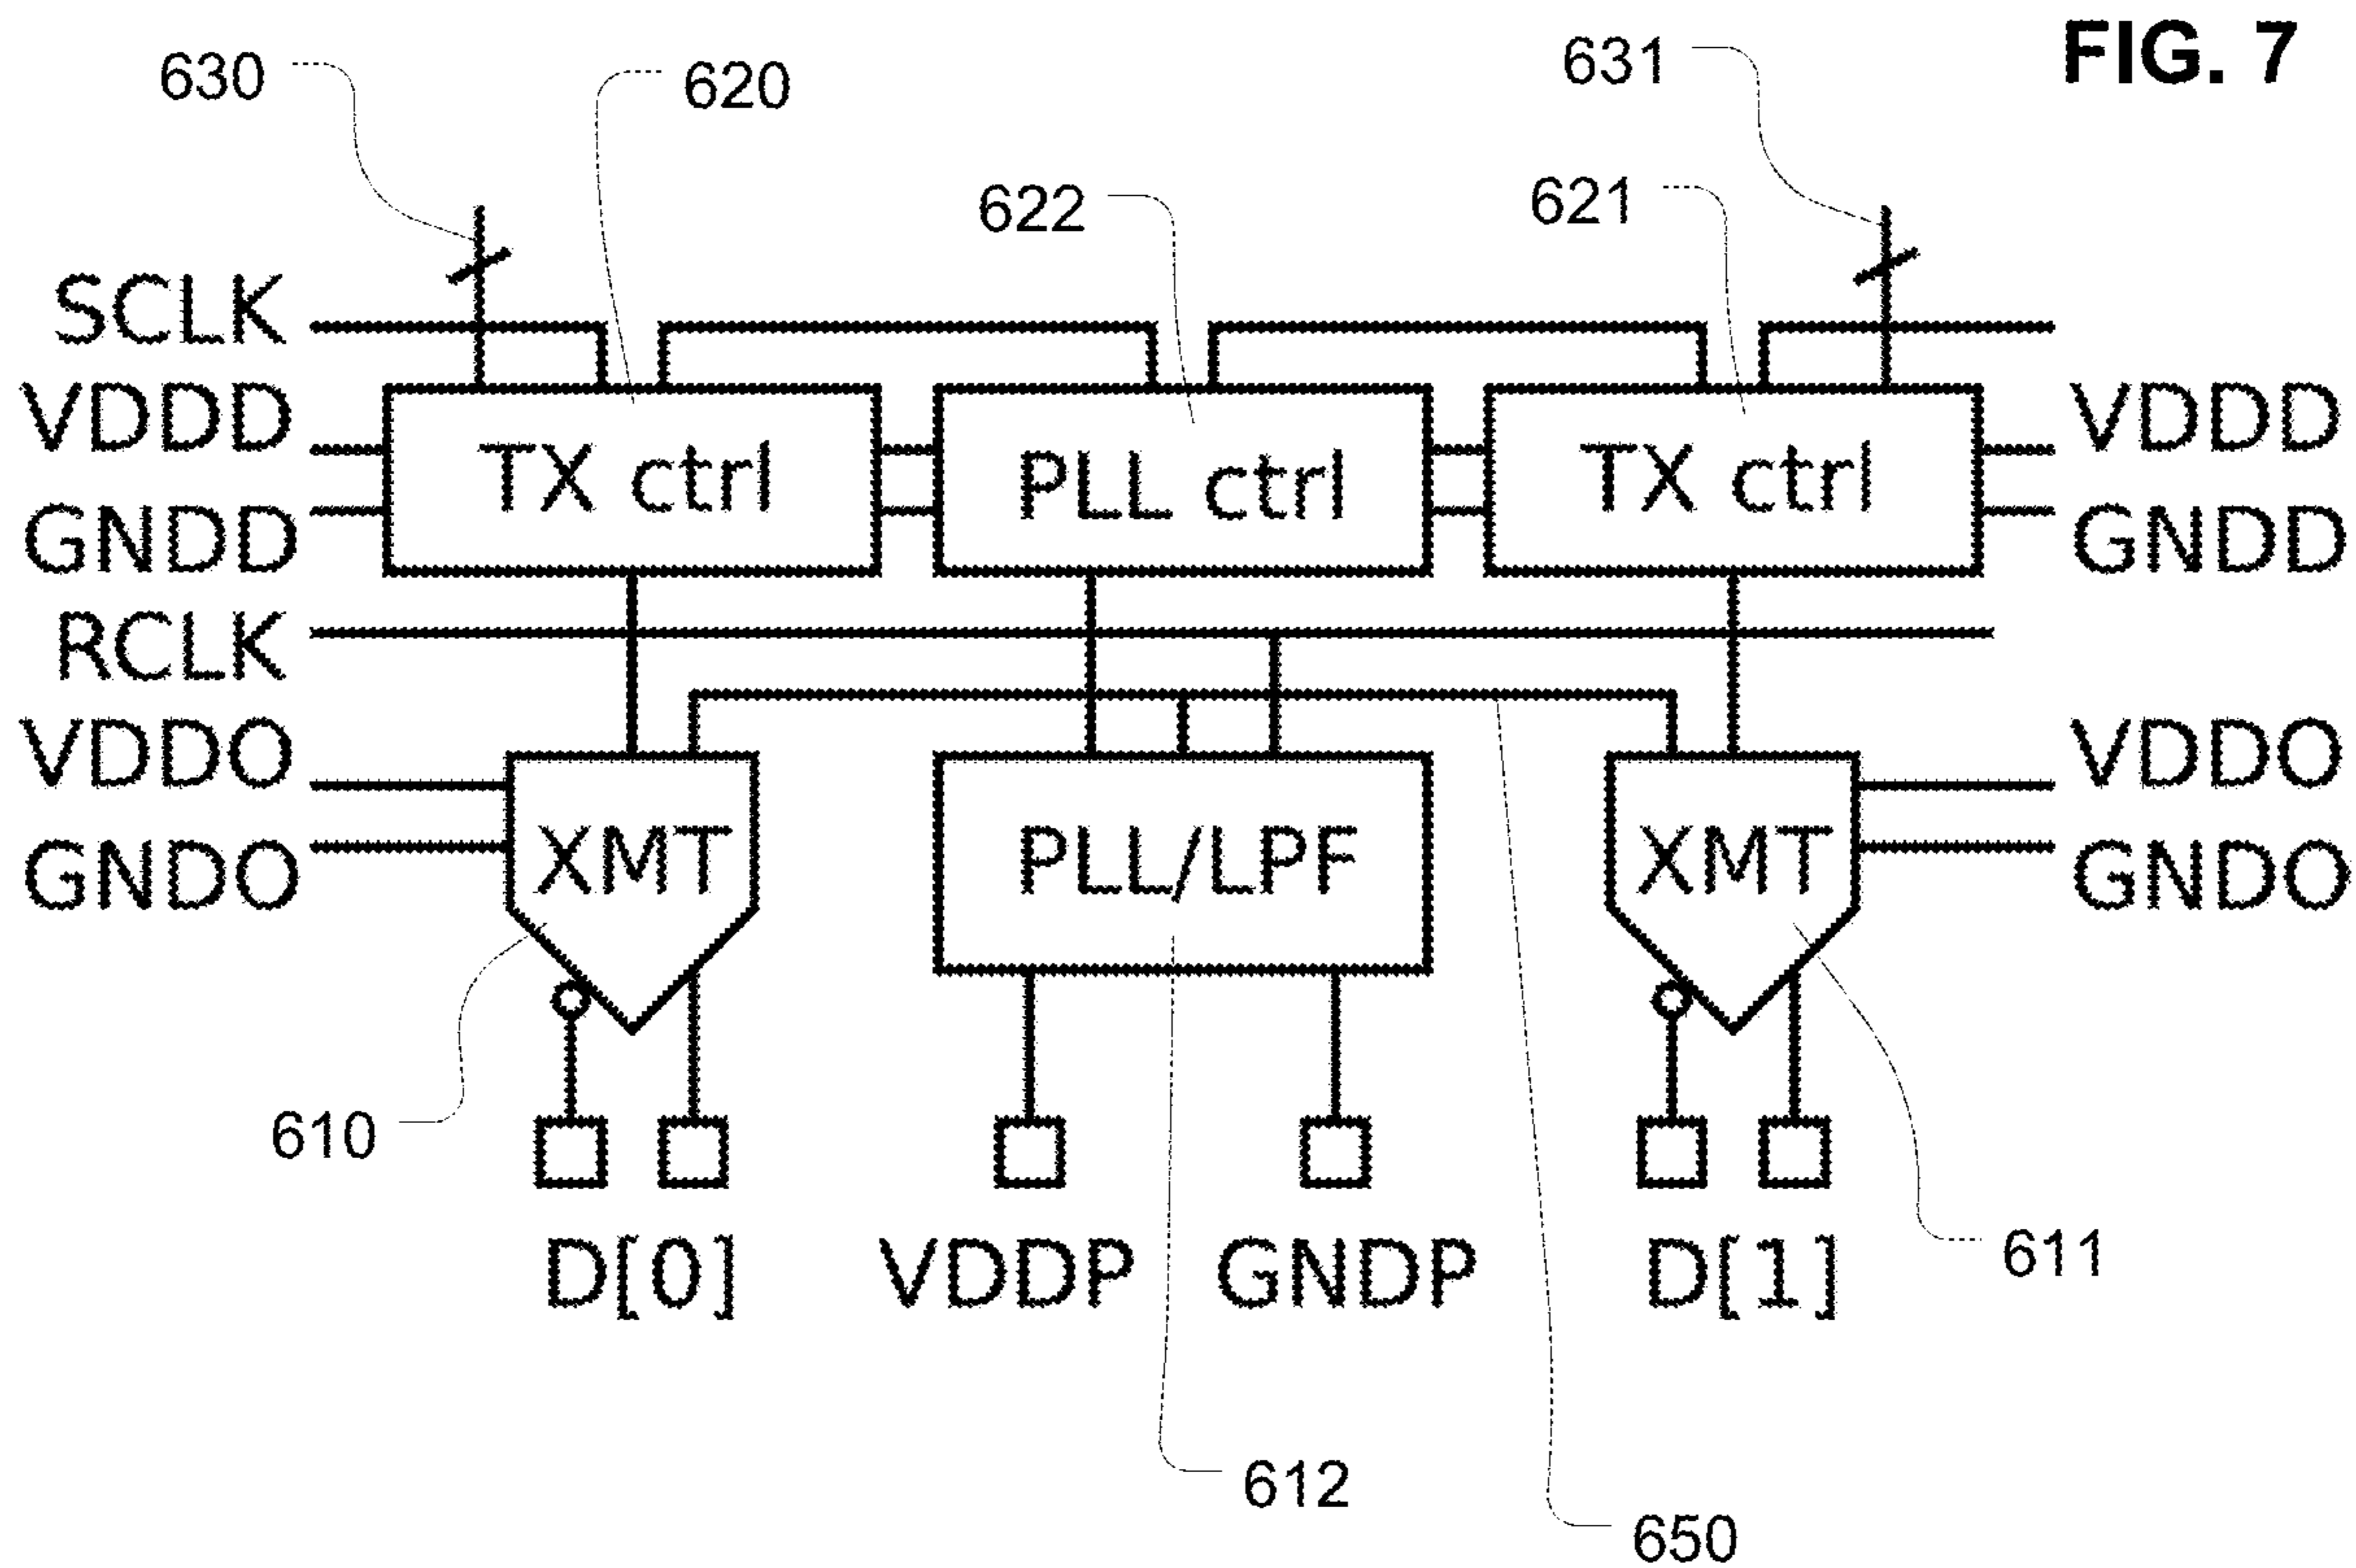 FIG. 7
630
620
631
622
621
SCLK
VDDD
VDDD
TX ctrl
PLL ctrl
TX ctrl
GNDD
GNDD
RCLK
VDDO
VDDO
XMT
PLL/LPF
XMT
GNDO
GNDO
610
D[0]
VDDP
GNDP
D[1]
611
612
650